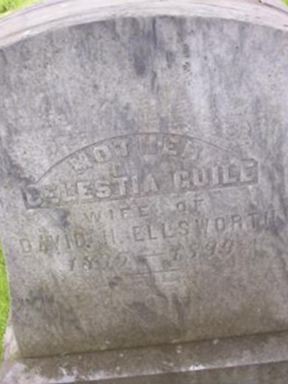 MOTHER
CELESTIA GUILE
WIFE OF
DAVID. H. ELLSWORTH